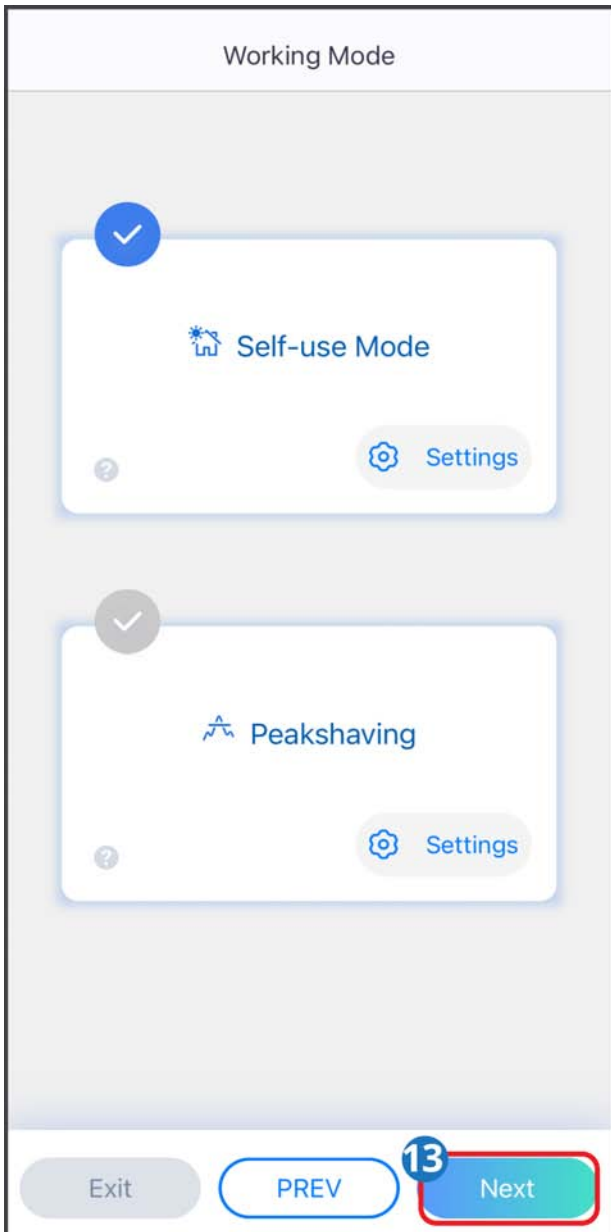 Working Mode
Self-use Mode
? Settings
Peakshaving
? Settings
13
Exit PREV Next